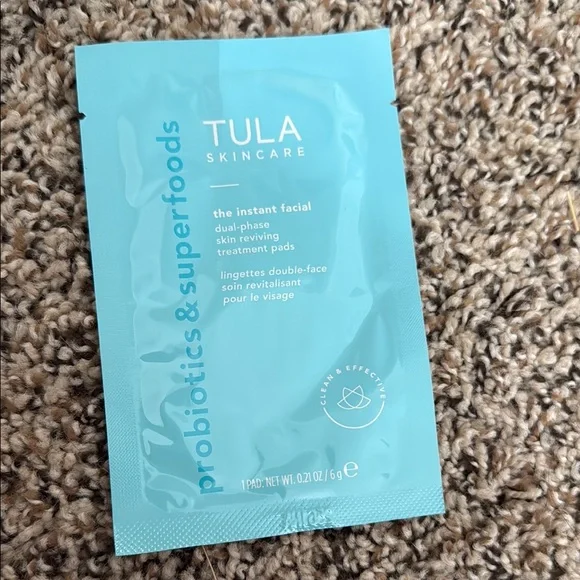 TULA
SKINCARE
probiotics & superfoods
the instant facial
dual-phase
skin reviving
treatment pads
lingettes double-face
soin revitalisant
pour le visage
CLEAN & EFFECTIVE
1 PAD. NET WT. 0.21 OZ / 6 g ℮